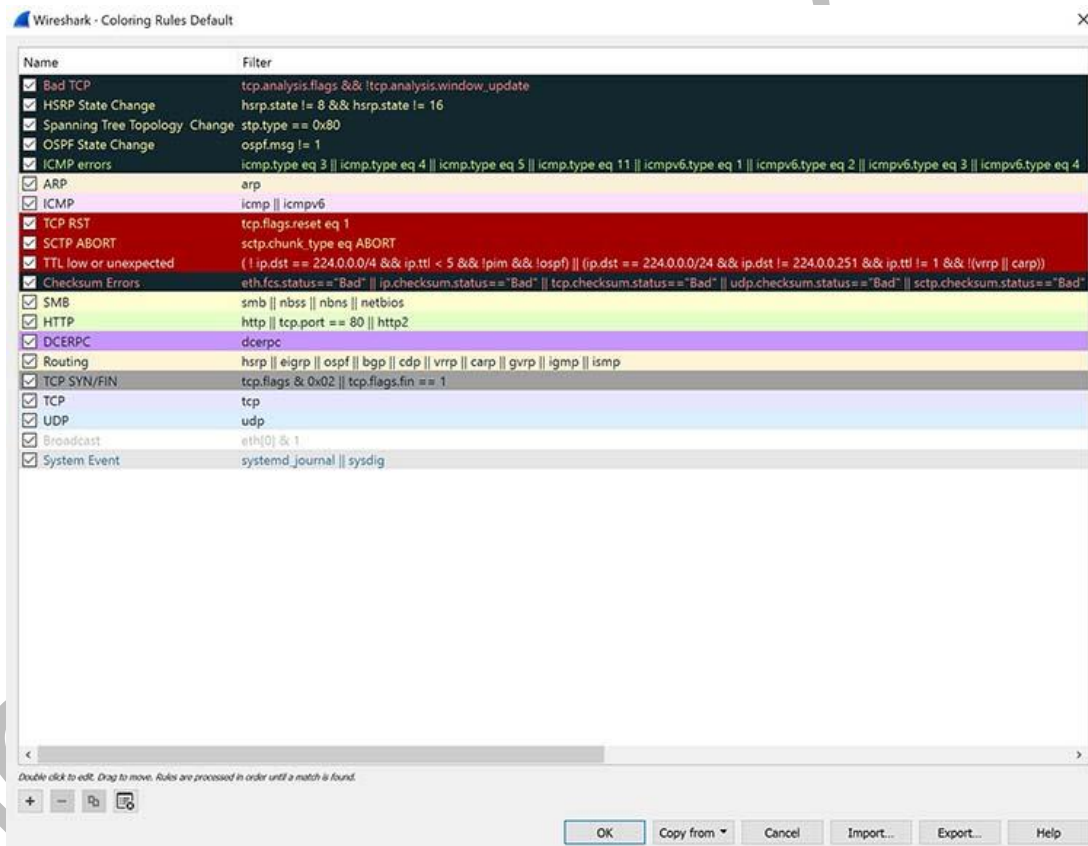 Wireshark · Coloring Rules Default
Name Filter
Bad TCP tcp.analysis.flags && !tcp.analysis.window_update
HSRP State Change hsrp.state != 8 && hsrp.state != 16
Spanning Tree Topology Change stp.type == 0x80
OSPF State Change ospf.msg != 1
ICMP errors icmp.type eq 3 || icmp.type eq 4 || icmp.type eq 5 || icmp.type eq 11 || icmpv6.type eq 1 || icmpv6.type eq 2 || icmpv6.type eq 3 || icmpv6.type eq 4
ARP arp
ICMP icmp || icmpv6
TCP RST tcp.flags.reset eq 1
SCTP ABORT sctp.chunk_type eq ABORT
TTL low or unexpected ( ! ip.dst == 224.0.0.0/4 && ip.ttl < 5 && !pim && !ospf) || (ip.dst == 224.0.0.0/24 && ip.dst != 224.0.0.251 && ip.ttl != 1 && !(vrrp || carp))
Checksum Errors eth.fcs.status=="Bad" || ip.checksum.status=="Bad" || tcp.checksum.status=="Bad" || udp.checksum.status=="Bad" || sctp.checksum.status=="Bad"
SMB smb || nbss || nbns || netbios
HTTP http || tcp.port == 80 || http2
DCERPC dcerpc
Routing hsrp || eigrp || ospf || bgp || cdp || vrrp || carp || gvrp || igmp || ismp
TCP SYN/FIN tcp.flags & 0x02 || tcp.flags.fin == 1
TCP tcp
UDP udp
Broadcast eth[0] & 1
System Event systemd_journal || sysdig
Double click to edit. Drag to move. Rules are processed in order until a match is found.
OK Copy from Cancel Import... Export... Help